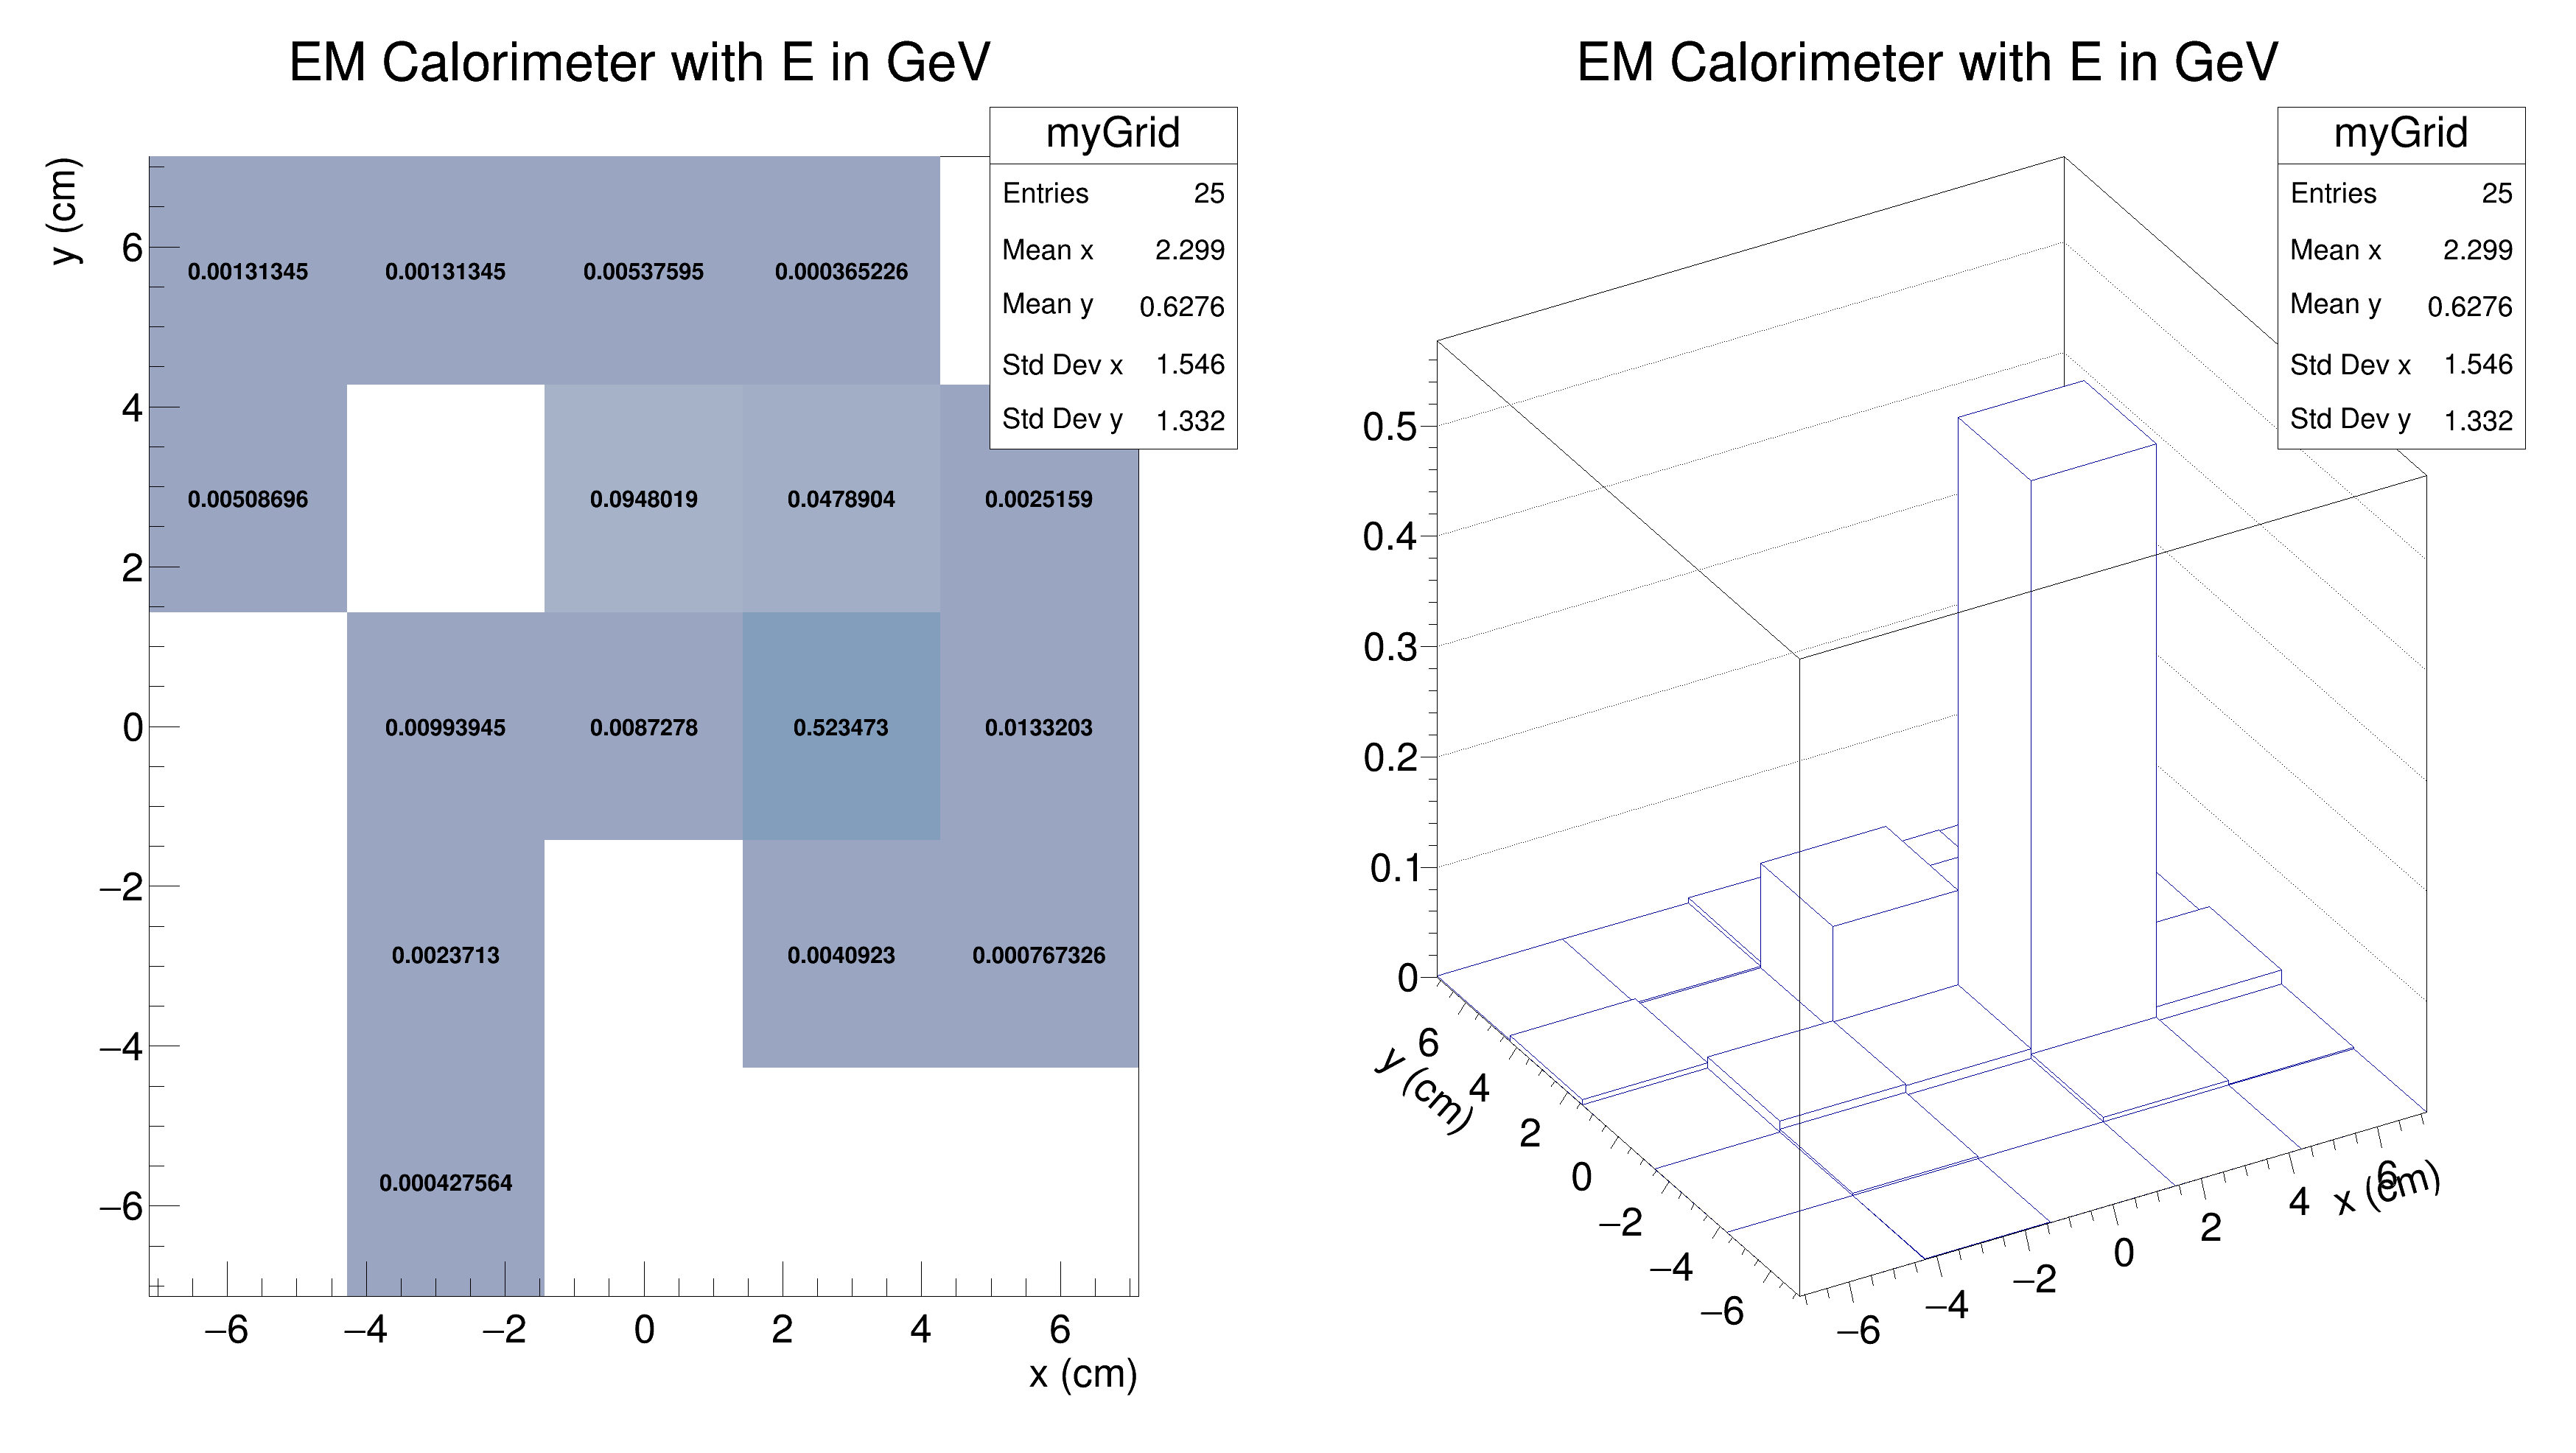 EM Calorimeter with E in GeV
myGrid
Entries 25
Mean x 2.299
Mean y 0.6276
Std Dev x 1.546
Std Dev y 1.332
y (cm)
6
4
2
0
−2
−4
−6
0.00131345 0.00131345 0.00537595 0.000365226
0.00508696 0.0948019 0.0478904 0.0025159
0.00993945 0.0087278 0.523473 0.0133203
0.0023713 0.0040923 0.000767326
0.000427564
−6 −4 −2 0 2 4 6
x (cm)
EM Calorimeter with E in GeV
myGrid
Entries 25
Mean x 2.299
Mean y 0.6276
Std Dev x 1.546
Std Dev y 1.332
0.5
0.4
0.3
0.2
0.1
0
y (cm)
6
4
2
0
−2
−4
−6
−6 −4 −2 0 2 4 6
x (cm)